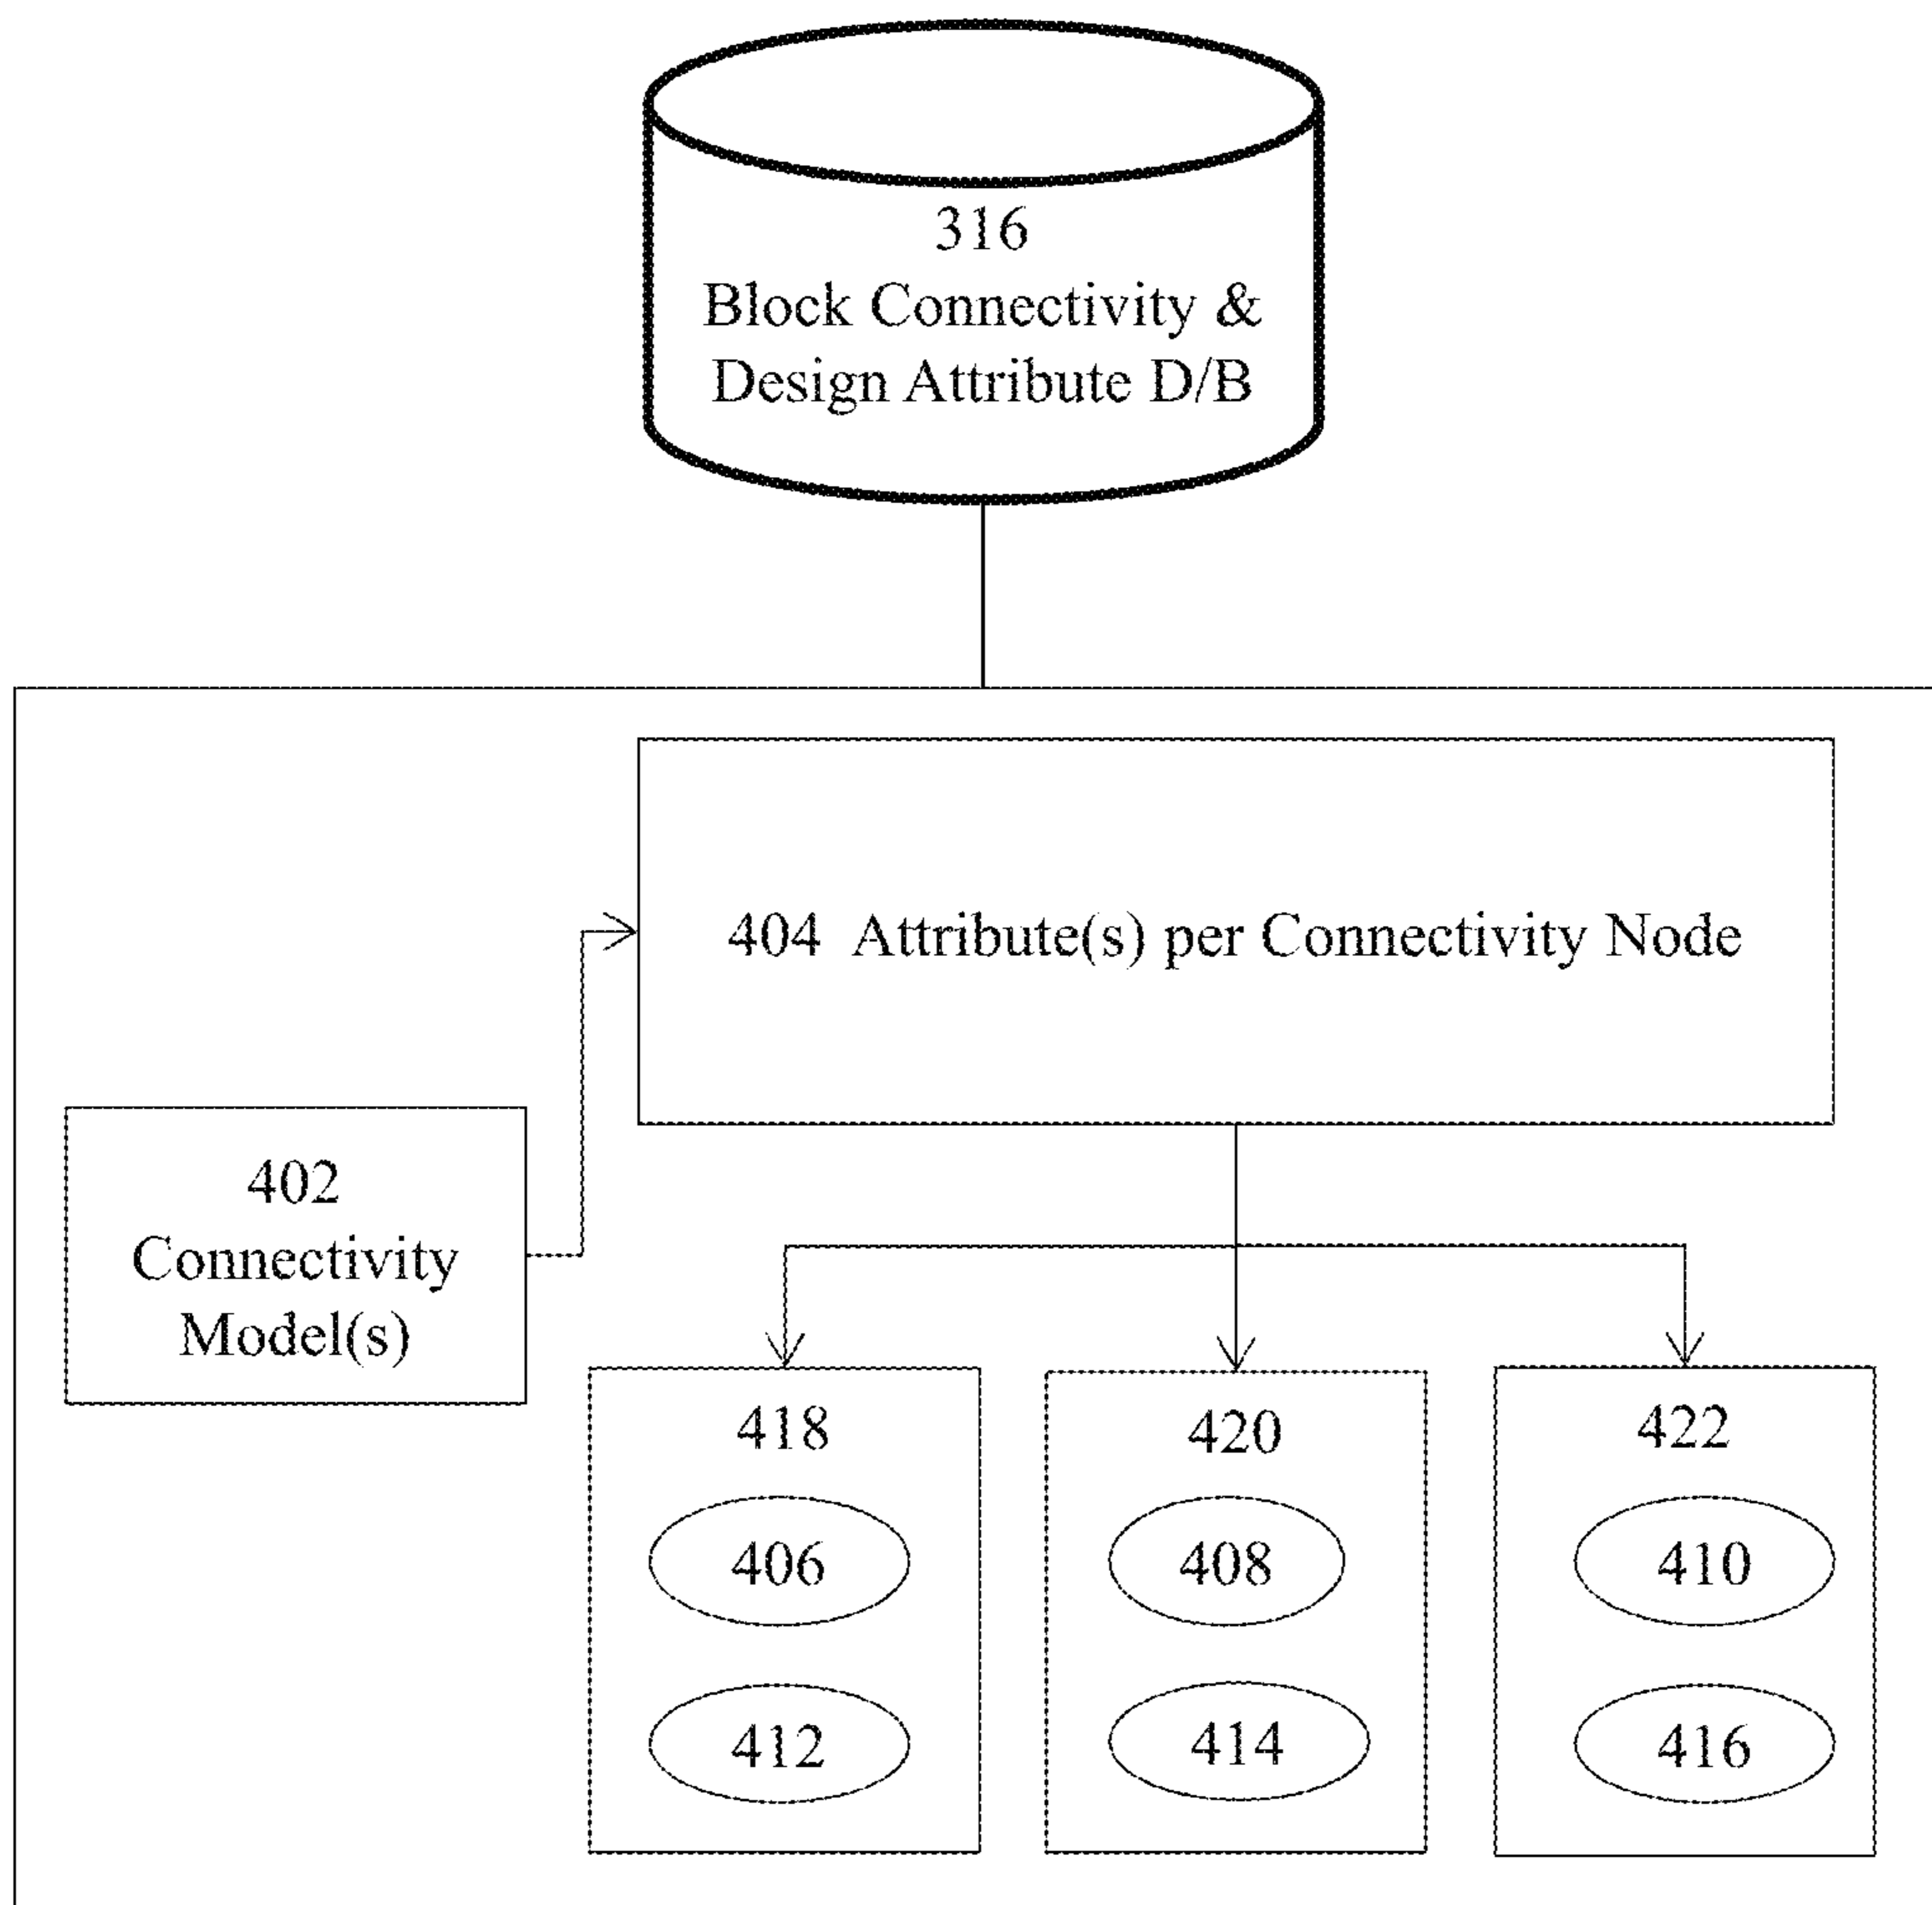 316
Block Connectivity &
Design Attribute D/B
404 Attribute(s) per Connectivity Node
402
Connectivity
Model(s)
418
406
412
420
408
414
422
410
416